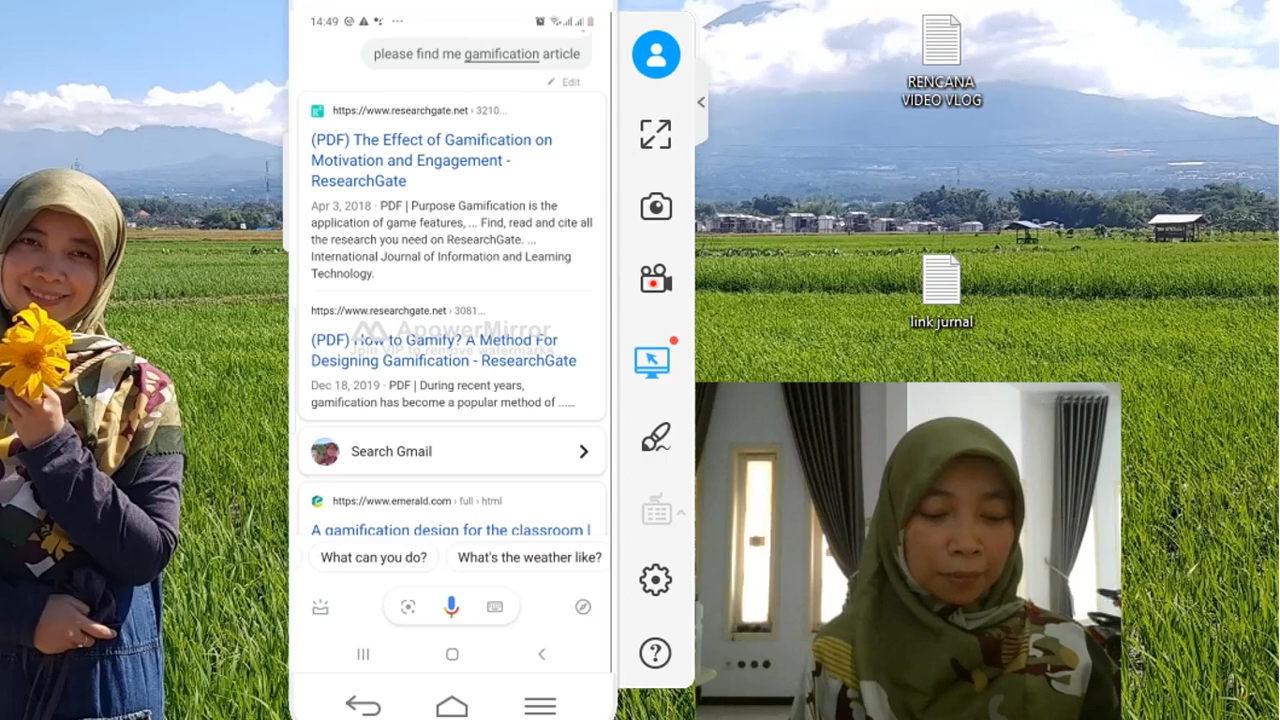 14:49
please find me gamification article
Edit
https://www.researchgate.net › 3210...
(PDF) The Effect of Gamification on
Motivation and Engagement -
ResearchGate
Apr 3, 2018 · PDF | Purpose Gamification is the
application of game features, ... Find, read and cite all
the research you need on ResearchGate. ...
International Journal of Information and Learning
Technology.
https://www.researchgate.net › 3081...
ApowerMirror
(PDF) How to Gamify? A Method For
Join VIP to remove watermarks
Designing Gamification - ResearchGate
Dec 18, 2019 · PDF | During recent years,
gamification has become a popular method of ......
Search Gmail
https://www.emerald.com › full › html
A gamification design for the classroom |
What can you do?
What's the weather like?
RENCANA
VIDEO VLOG
link jurnal